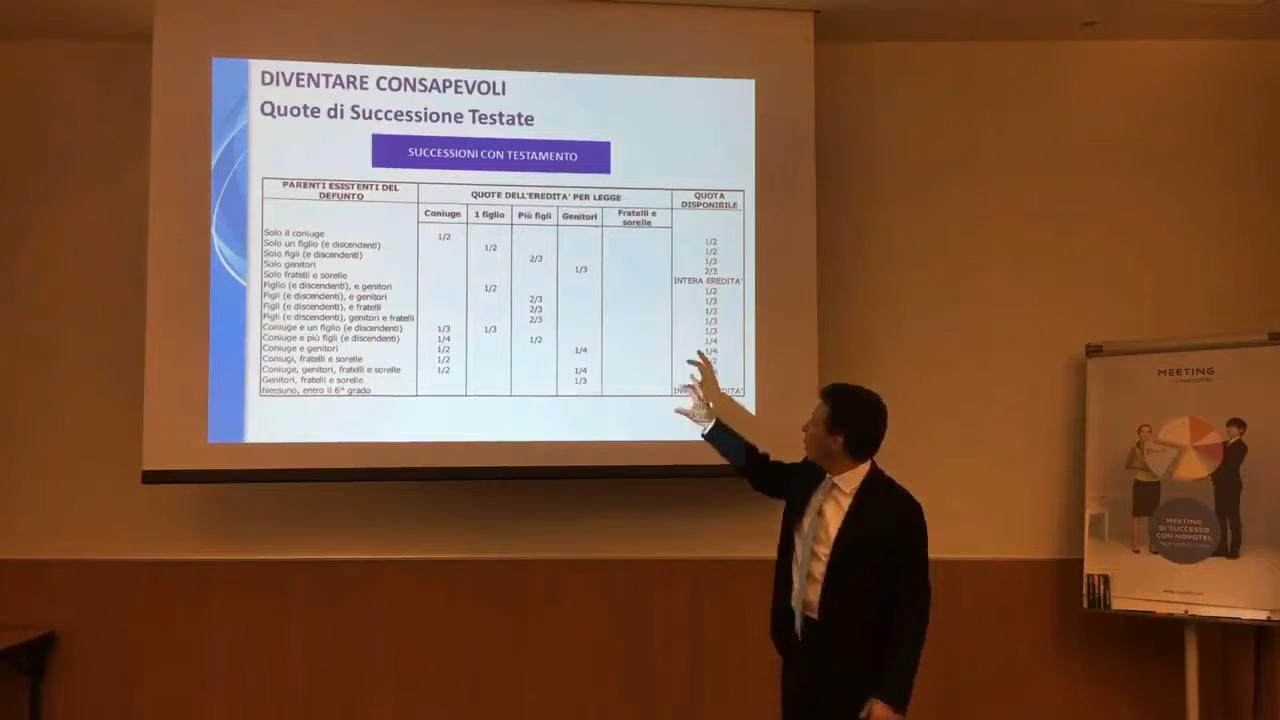 DIVENTARE CONSAPEVOLI
Quote di Successione Testate
SUCCESSIONI CON TESTAMENTO
PARENTI ESISTENTI DEL DEFUNTO QUOTE DELL'EREDITA' PER LEGGE QUOTA DISPONIBILE
Coniuge 1 figlio Più figli Genitori Fratelli e sorelle
Solo il coniuge 1/2 1/2
Solo un figlio (e discendenti) 1/2 1/2
Solo figli (e discendenti) 2/3 1/3
Solo genitori 1/3 2/3
Solo fratelli e sorelle INTERA EREDITA'
Figlio (e discendenti), e genitori 1/2 1/2
Figli (e discendenti), e genitori 2/3 1/3
Figli (e discendenti), e fratelli 2/3 1/3
Figli (e discendenti), genitori e fratelli 2/3 1/3
Coniuge e un figlio (e discendenti) 1/3 1/3 1/3
Coniuge e più figli (e discendenti) 1/4 1/2 1/4
Coniuge e genitori 1/2 1/4 1/4
Coniugi, fratelli e sorelle 1/2
Coniuge, genitori, fratelli e sorelle 1/2 1/4
Genitori, fratelli e sorelle 1/3
Nessuno, entro il 6° grado
MEETING
NOVOTEL
MEETING
DI SUCCESSO
CON NOVOTEL